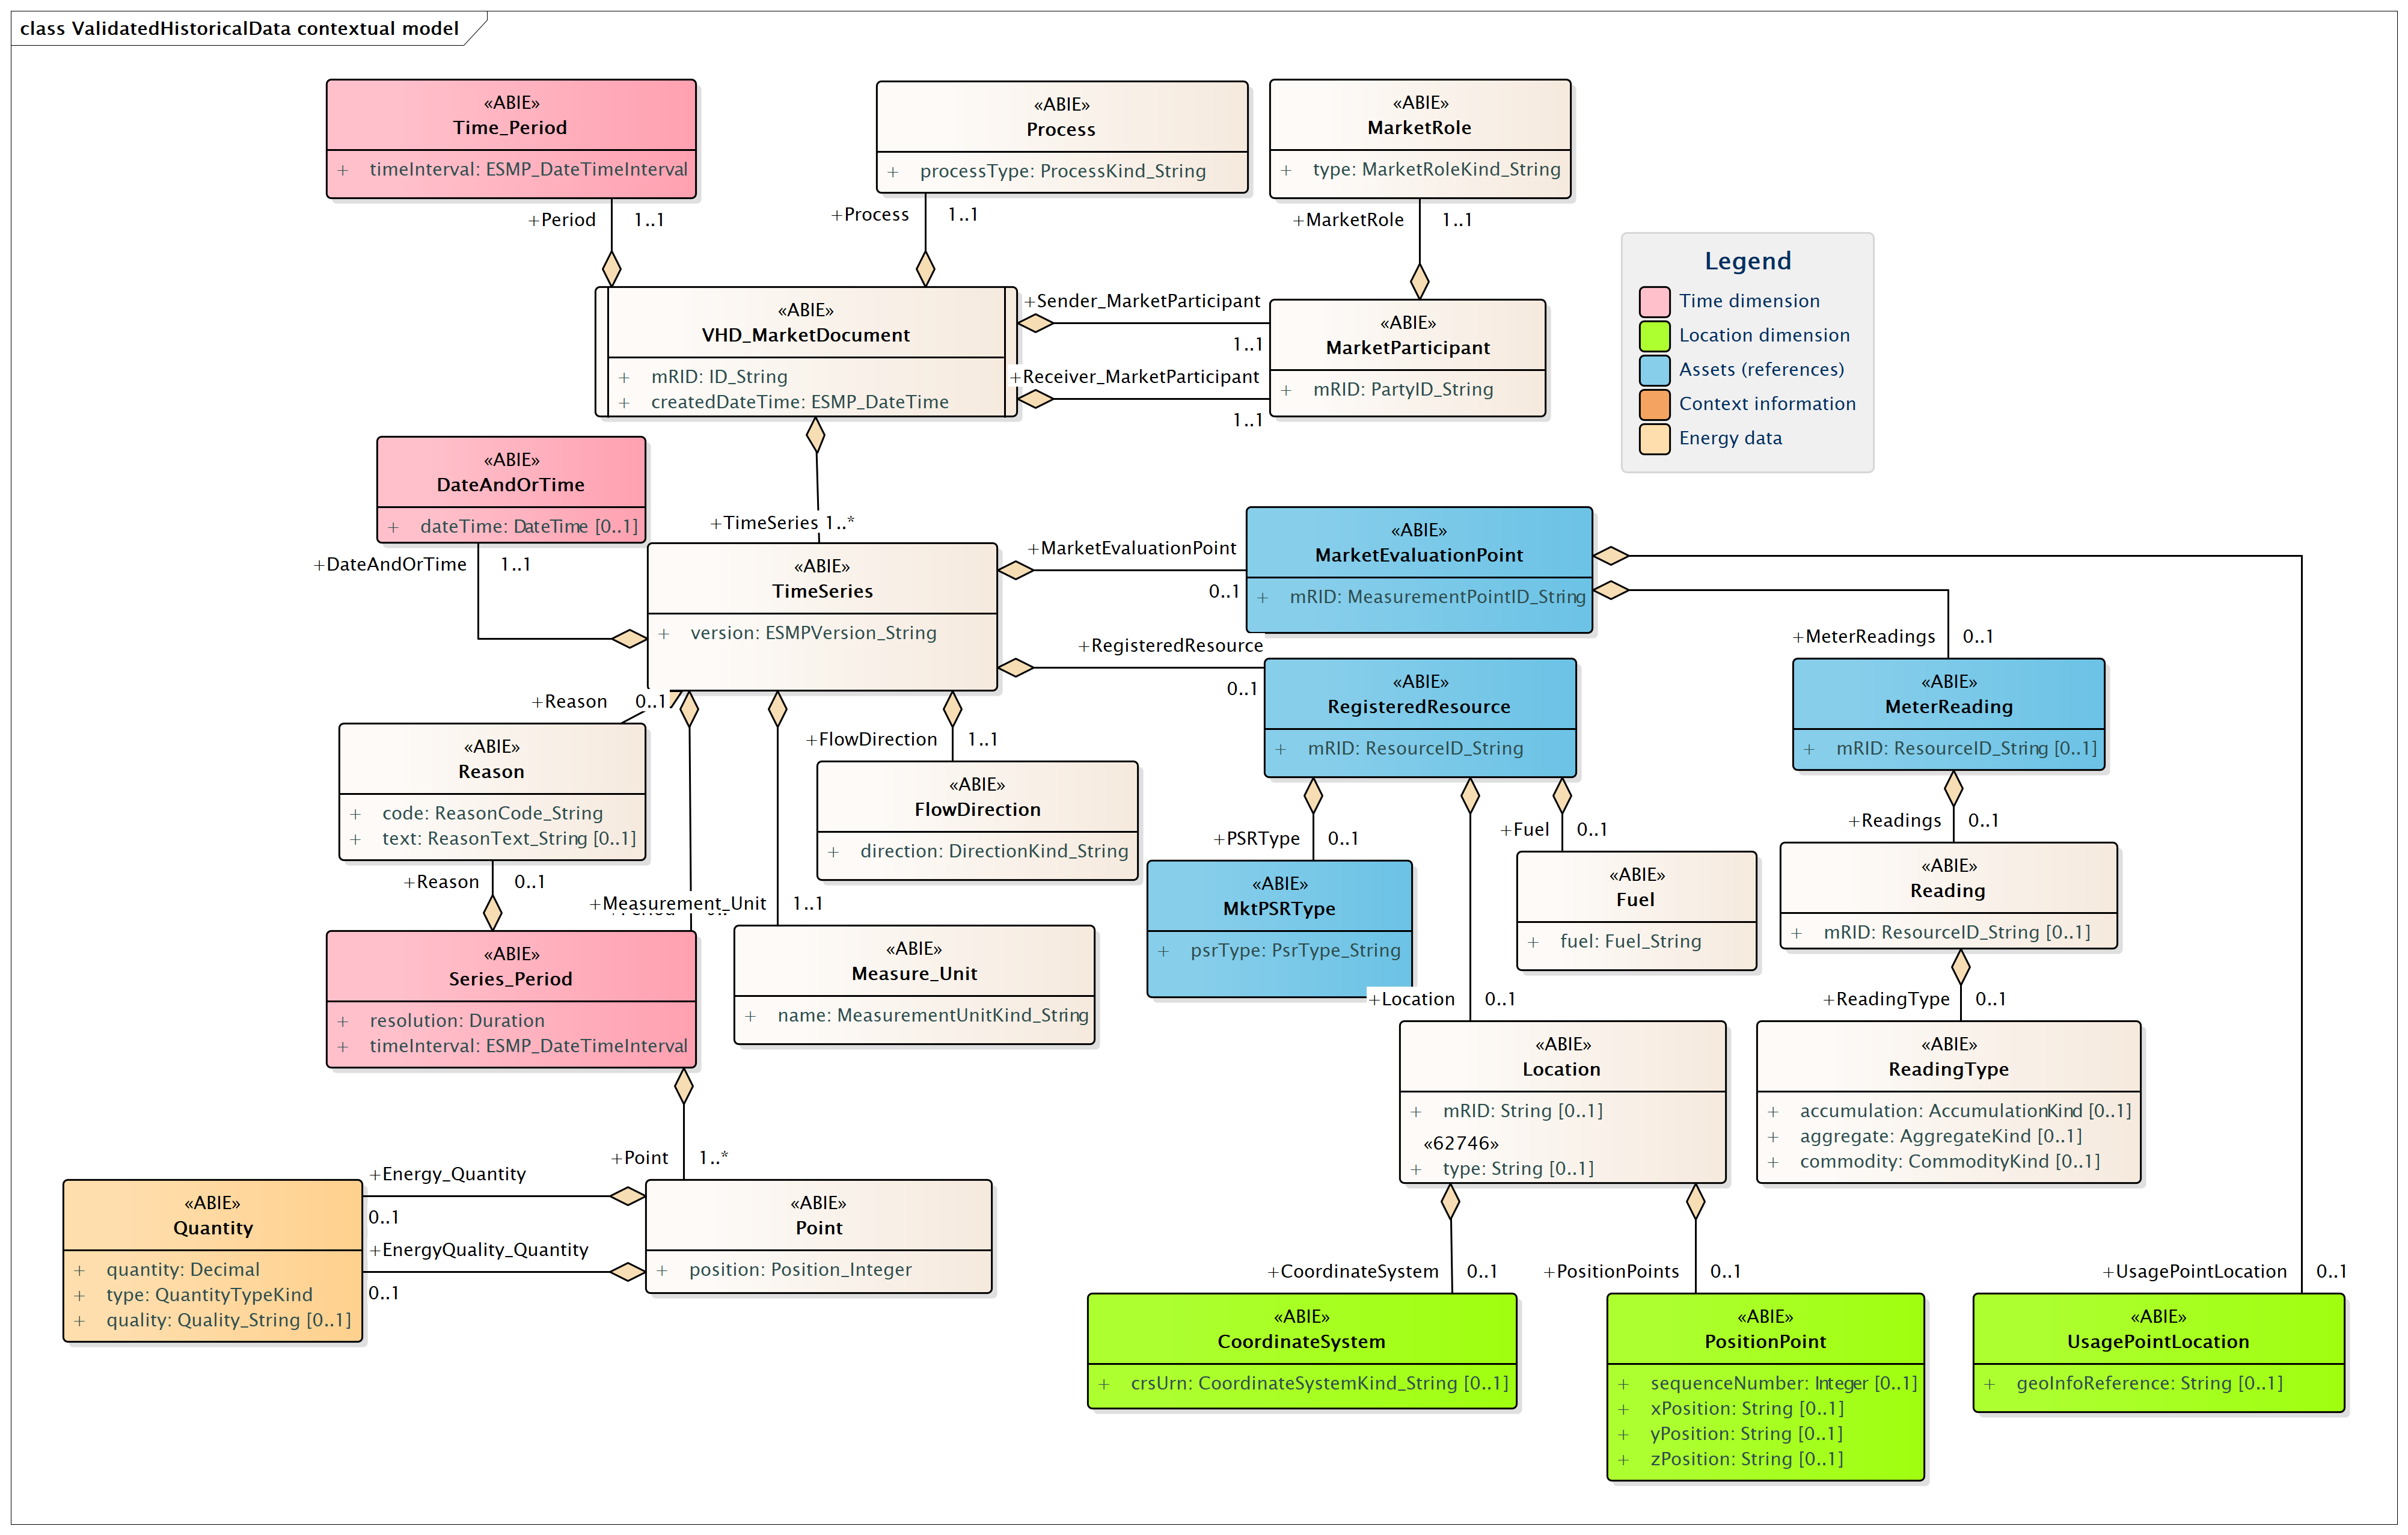 class ValidatedHistoricalData contextual model
«ABIE»
Time_Period
+ timeInterval: ESMP_DateTimeInterval
«ABIE»
Process
+ processType: ProcessKind_String
«ABIE»
MarketRole
+ type: MarketRoleKind_String
+Period 1..1
+Process 1..1
+MarketRole 1..1
Legend
Time dimension
Location dimension
Assets (references)
Context information
Energy data
«ABIE»
VHD_MarketDocument
+ mRID: ID_String
+ createdDateTime: ESMP_DateTime
+Sender_MarketParticipant
1..1
+Receiver_MarketParticipant
1..1
«ABIE»
MarketParticipant
+ mRID: PartyID_String
«ABIE»
DateAndOrTime
+ dateTime: DateTime [0..1]
+DateAndOrTime 1..1
+TimeSeries 1..*
«ABIE»
TimeSeries
+ version: ESMPVersion_String
+MarketEvaluationPoint
0..1
«ABIE»
MarketEvaluationPoint
+ mRID: MeasurementPointID_String
+RegisteredResource
0..1
«ABIE»
RegisteredResource
+ mRID: ResourceID_String
+MeterReadings 0..1
«ABIE»
MeterReading
+ mRID: ResourceID_String [0..1]
+Reason 0..1
«ABIE»
Reason
+ code: ReasonCode_String
+ text: ReasonText_String [0..1]
+FlowDirection 1..1
«ABIE»
FlowDirection
+ direction: DirectionKind_String
+PSRType 0..1
+Fuel 0..1
+Readings 0..1
«ABIE»
MktPSRType
+ psrType: PsrType_String
«ABIE»
Fuel
+ fuel: Fuel_String
«ABIE»
Reading
+ mRID: ResourceID_String [0..1]
+Reason 0..1
+Measurement_Unit 1..1
«ABIE»
Series_Period
+ resolution: Duration
+ timeInterval: ESMP_DateTimeInterval
«ABIE»
Measure_Unit
+ name: MeasurementUnitKind_String
+Location 0..1
+ReadingType 0..1
«ABIE»
Location
+ mRID: String [0..1]
«62746»
+ type: String [0..1]
«ABIE»
ReadingType
+ accumulation: AccumulationKind [0..1]
+ aggregate: AggregateKind [0..1]
+ commodity: CommodityKind [0..1]
+Point 1..*
+Energy_Quantity
0..1
+EnergyQuality_Quantity
0..1
«ABIE»
Quantity
+ quantity: Decimal
+ type: QuantityTypeKind
+ quality: Quality_String [0..1]
«ABIE»
Point
+ position: Position_Integer
+CoordinateSystem 0..1
+PositionPoints 0..1
+UsagePointLocation 0..1
«ABIE»
CoordinateSystem
+ crsUrn: CoordinateSystemKind_String [0..1]
«ABIE»
PositionPoint
+ sequenceNumber: Integer [0..1]
+ xPosition: String [0..1]
+ yPosition: String [0..1]
+ zPosition: String [0..1]
«ABIE»
UsagePointLocation
+ geoInfoReference: String [0..1]